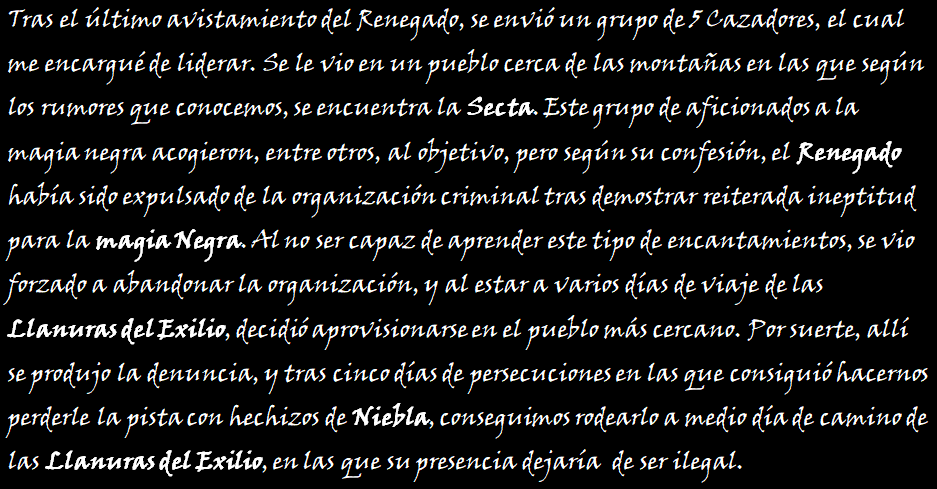 Tras el último avistamiento del Renegado, se envió un grupo de 5 Cazadores, el cual
me encargué de liderar. Se le vio en un pueblo cerca de las montañas en las que según
los rumores que conocemos, se encuentra la Secta. Este grupo de aficionados a la
magia negra acogieron, entre otros, al objetivo, pero según su confesión, el Renegado
había sido expulsado de la organización criminal tras demostrar reiterada ineptitud
para la magia Negra. Al no ser capaz de aprender este tipo de encantamientos, se vio
forzado a abandonar la organización, y al estar a varios días de viaje de las
Llanuras del Exilio, decidió aprovisionarse en el pueblo más cercano. Por suerte, allí
se produjo la denuncia, y tras cinco días de persecuciones en las que consiguió hacernos
perderle la pista con hechizos de Niebla, conseguimos rodearlo a medio día de camino de
las Llanuras del Exilio, en las que su presencia dejaría de ser ilegal.